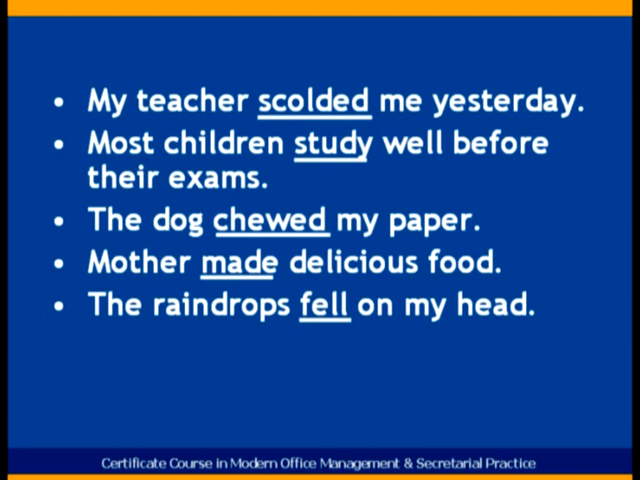 • My teacher scolded me yesterday.
• Most children study well before
their exams.
• The dog chewed my paper.
• Mother made delicious food.
• The raindrops fell on my head.
Certificate Course in Modern Office Management & Secretarial Practice